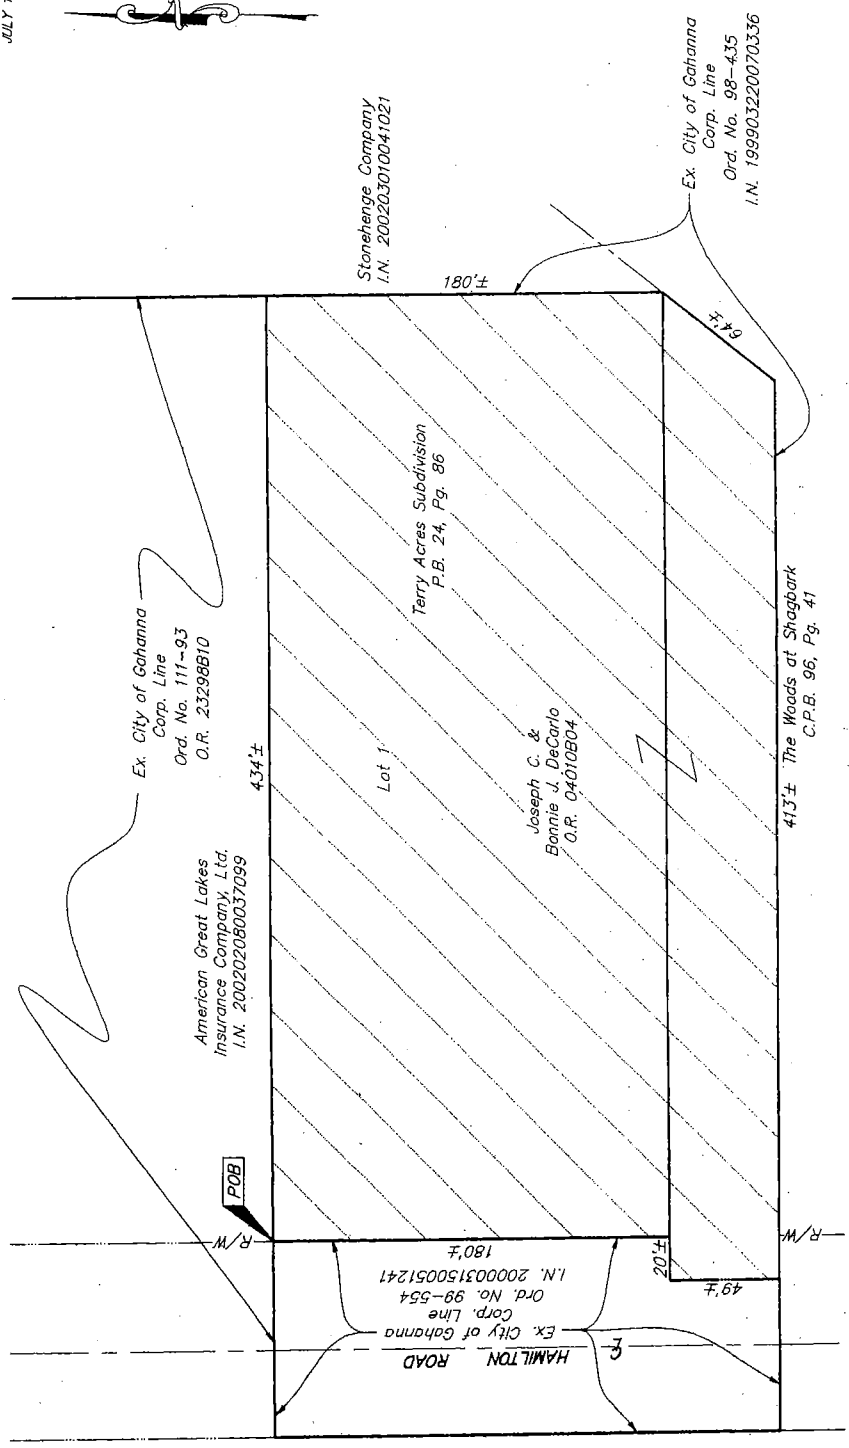 JULY
Ex. City of Gahanna
Corp. Line
Ord. No. 98-435
I.N. 199903220070336
Stonehenge Company
I.N. 200203010041021
180'±
64'±
Ex. City of Gahanna
Corp. Line
Ord. No. 111-93
O.R. 23298B10
American Great Lakes
Insurance Company, Ltd.
I.N. 200202080037099
434'±
Terry Acres Subdivision
P.B. 24, Pg. 86
Lot 1
Joseph C. &
Bonnie J. DeCarlo
O.R. 04010B04
413'± The Woods at Shagbark
C.P.B. 96, Pg. 41
POB
R/W
R/W
180'±
I.N. 200003150051241
Ord. No. 99-554
Corp. Line
Ex. City of Gahanna
20'±
49'±
HAMILTON ROAD